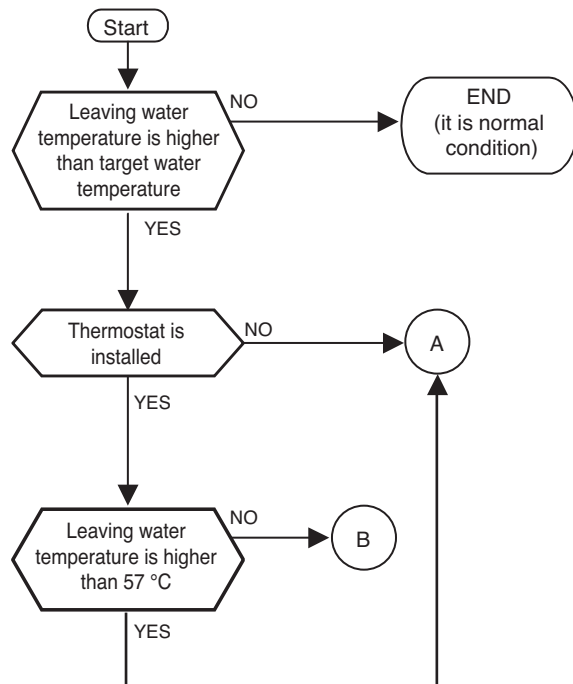 Start
Leaving water
temperature is higher
than target water
temperature
NO
END
(it is normal
condition)
YES
Thermostat is
installed
NO
A
YES
Leaving water
temperature is higher
than 57 °C
NO
B
YES